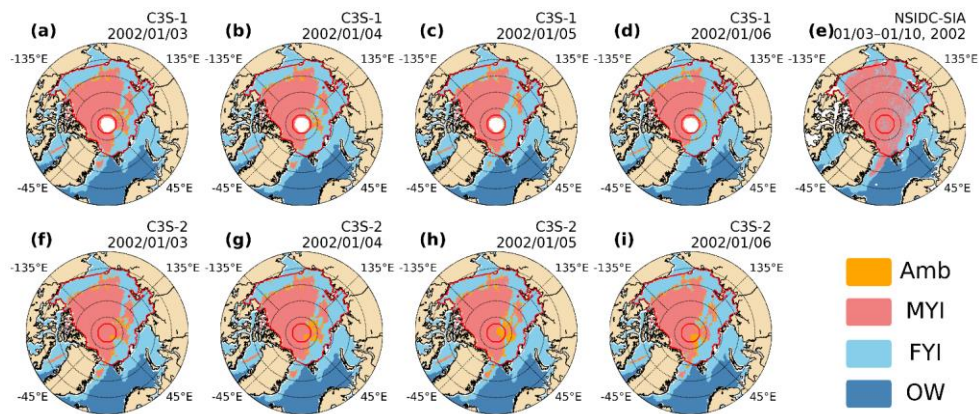 (a) C3S-1
2002/01/03
-135°E 135°E
-45°E 45°E
(b) C3S-1
2002/01/04
-135°E 135°E
-45°E 45°E
(c) C3S-1
2002/01/05
-135°E 135°E
-45°E 45°E
(d) C3S-1
2002/01/06
-135°E 135°E
-45°E 45°E
(e) NSIDC-SIA
01/03–01/10, 2002
-135°E 135°E
-45°E 45°E
(f) C3S-2
2002/01/03
-135°E 135°E
-45°E 45°E
(g) C3S-2
2002/01/04
-135°E 135°E
-45°E 45°E
(h) C3S-2
2002/01/05
-135°E 135°E
-45°E 45°E
(i) C3S-2
2002/01/06
-135°E 135°E
-45°E 45°E
Amb
MYI
FYI
OW